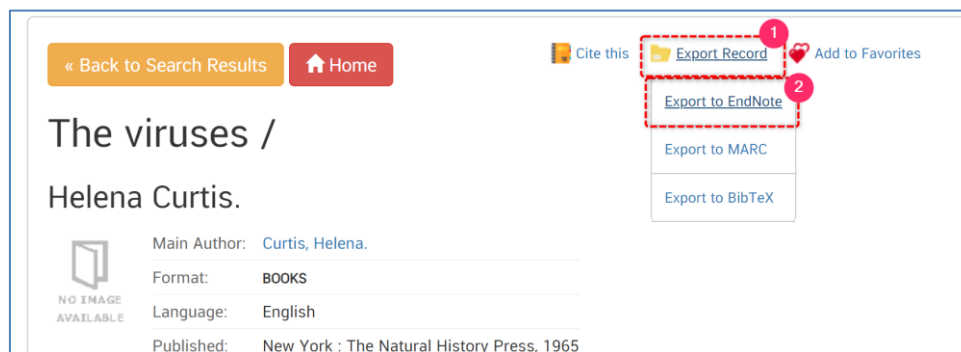 1
« Back to Search Results Home Cite this Export Record Add to Favorites
2
Export to EndNote
The viruses /
Export to MARC
Helena Curtis.
Export to BibTeX
Main Author: Curtis, Helena.
Format: BOOKS
NO IMAGE
AVAILABLE
Language: English
Published: New York : The Natural History Press, 1965